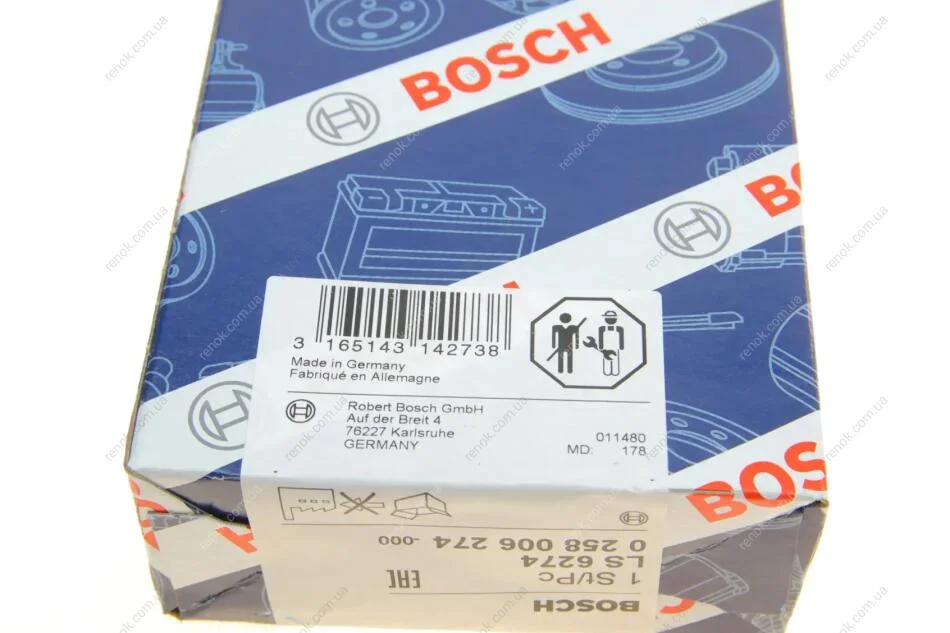 BOSCH
BOSCH
3 165143 142738
Made in Germany
Fabriqué en Allemagne
Robert Bosch GmbH
Auf der Breit 4
76227 Karlsruhe
GERMANY
011480
MD: 178
BOSCH
0 258 006 274 -000
LS 6274
1 St/Pc
EAC
BOSCH
renok.com.ua